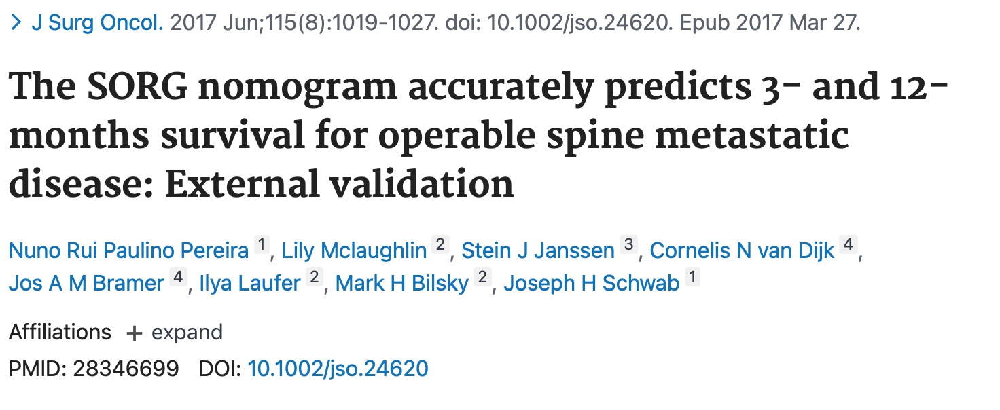 > J Surg Oncol. 2017 Jun;115(8):1019-1027. doi: 10.1002/jso.24620. Epub 2017 Mar 27.
The SORG nomogram accurately predicts 3- and 12-
months survival for operable spine metastatic
disease: External validation
Nuno Rui Paulino Pereira 1, Lily Mclaughlin 2, Stein J Janssen 3, Cornelis N van Dijk 4,
Jos A M Bramer 4, Ilya Laufer 2, Mark H Bilsky 2, Joseph H Schwab 1
Affiliations + expand
PMID: 28346699 DOI: 10.1002/jso.24620